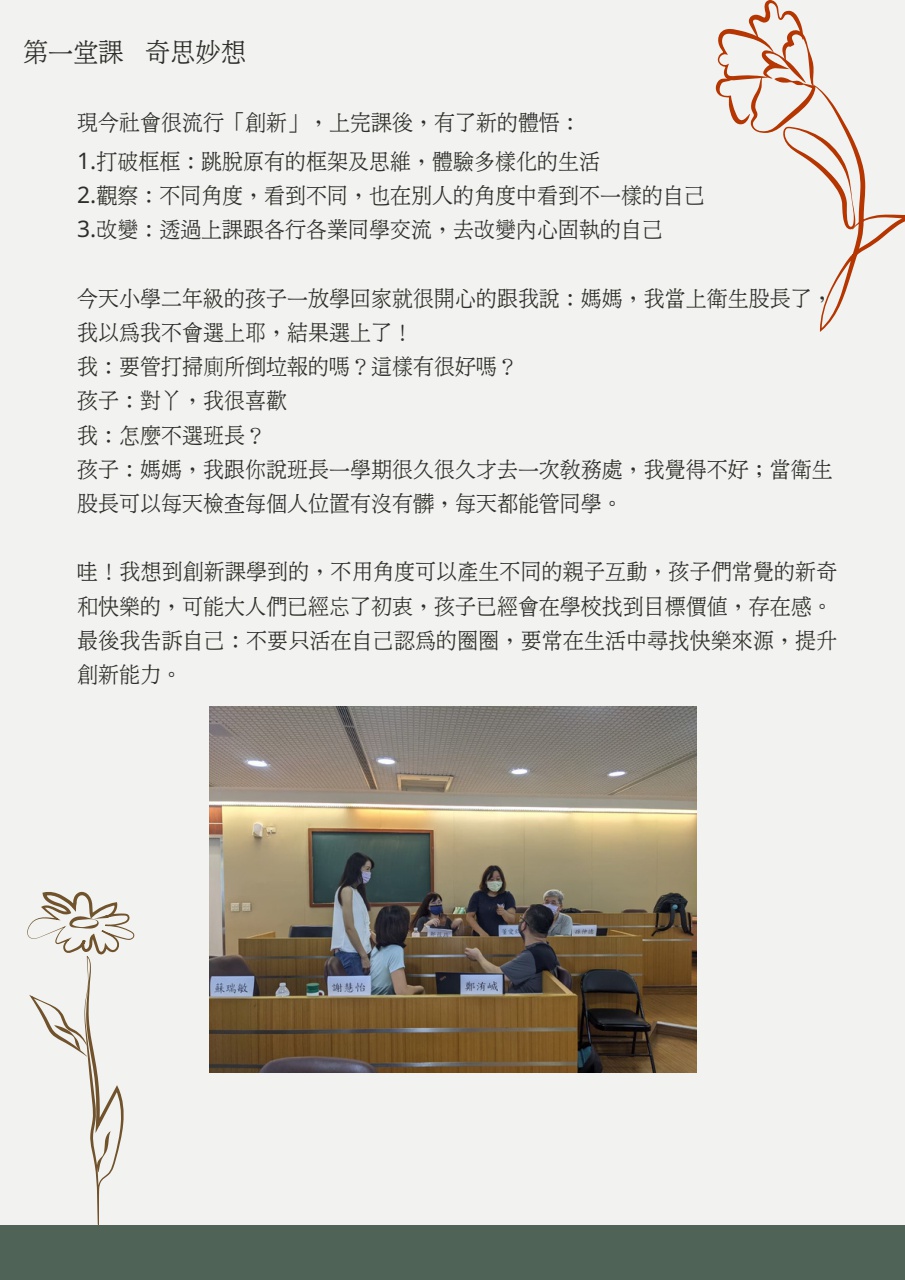 第一堂課 奇思妙想
現今社會很流行「創新」，上完課後，有了新的體悟：
1.打破框框：跳脫原有的框架及思維，體驗多樣化的生活
2.觀察：不同角度，看到不同，也在別人的角度中看到不一樣的自己
3.改變：透過上課跟各行各業同學交流，去改變內心固執的自己
今天小學二年級的孩子一放學回家就很開心的跟我說：媽媽，我當上衛生股長了，
我以為我不會選上耶，結果選上了！
我：要管打掃廁所倒垃報的嗎？這樣有很好嗎？
孩子：對丫，我很喜歡
我：怎麼不選班長？
孩子：媽媽，我跟你說班長一學期很久很久才去一次教務處，我覺得不好；當衛生
股長可以每天檢查每個人位置有沒有髒，每天都能管同學。
哇！我想到創新課學到的，不用角度可以產生不同的親子互動，孩子們常覺的新奇
和快樂的，可能大人們已經忘了初衷，孩子已經會在學校找到目標價值，存在感。
最後我告訴自己：不要只活在自己認為的圈圈，要常在生活中尋找快樂來源，提升
創新能力。
蘇瑞敏
謝慧怡
鄭洧峸